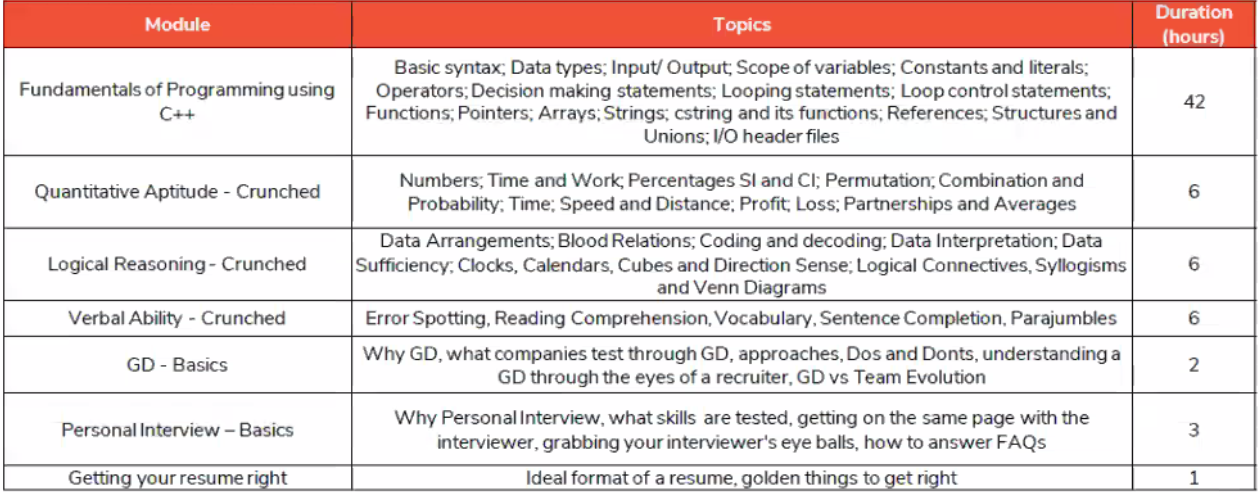 Module Topics Duration (hours)
Fundamentals of Programming using C++
Basic syntax; Data types; Input/ Output; Scope of variables; Constants and literals;
Operators; Decision making statements; Looping statements; Loop control statements;
Functions; Pointers; Arrays; Strings; cstring and its functions; References; Structures and
Unions; I/O header files
42
Quantitative Aptitude - Crunched
Numbers; Time and Work; Percentages SI and CI; Permutation; Combination and
Probability; Time; Speed and Distance; Profit; Loss; Partnerships and Averages
6
Logical Reasoning - Crunched
Data Arrangements; Blood Relations; Coding and decoding; Data Interpretation; Data
Sufficiency; Clocks, Calendars, Cubes and Direction Sense; Logical Connectives, Syllogisms
and Venn Diagrams
6
Verbal Ability - Crunched
Error Spotting, Reading Comprehension, Vocabulary, Sentence Completion, Parajumbles
6
GD - Basics
Why GD, what companies test through GD, approaches, Dos and Donts, understanding a
GD through the eyes of a recruiter, GD vs Team Evolution
2
Personal Interview – Basics
Why Personal Interview, what skills are tested, getting on the same page with the
interviewer, grabbing your interviewer's eye balls, how to answer FAQs
3
Getting your resume right
Ideal format of a resume, golden things to get right
1